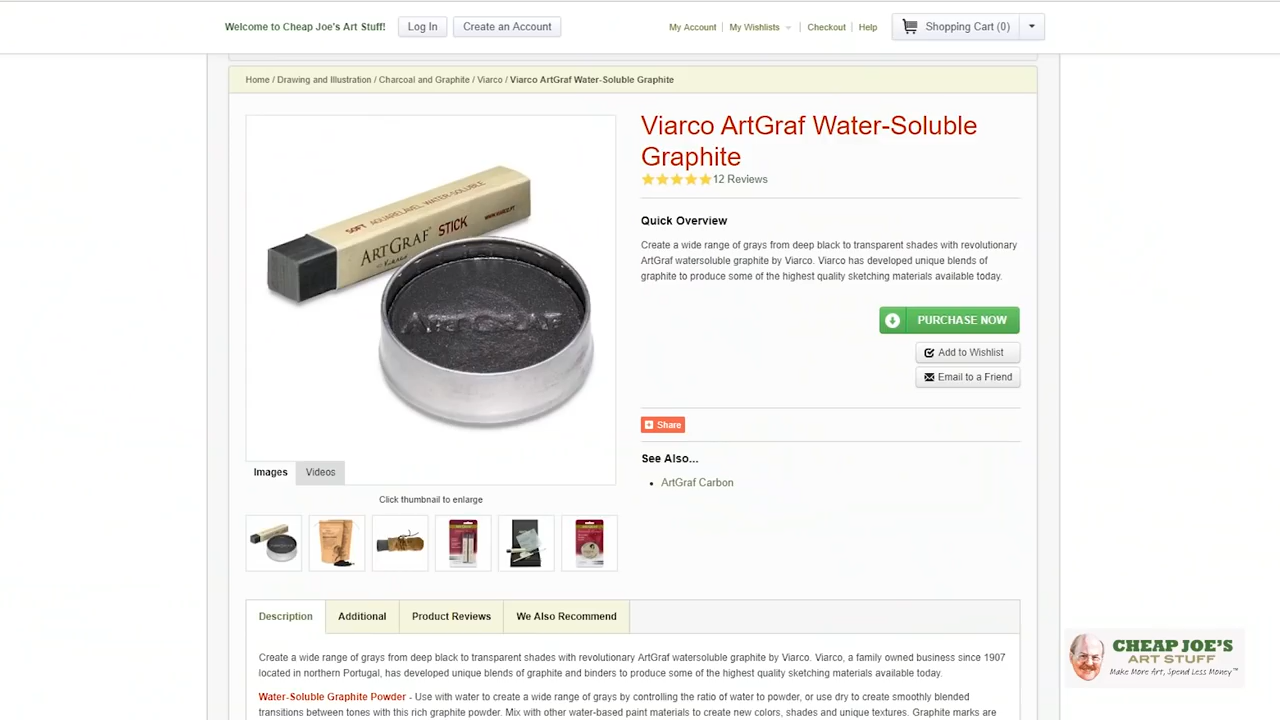 Welcome to Cheap Joe's Art Stuff! Log In Create an Account My Account My Wishlists Checkout Help Shopping Cart (0)
Home / Drawing and Illustration / Charcoal and Graphite / Viarco / Viarco ArtGraf Water-Soluble Graphite
Viarco ArtGraf Water-Soluble
Graphite
12 Reviews
Quick Overview
Create a wide range of grays from deep black to transparent shades with revolutionary
ArtGraf watersoluble graphite by Viarco. Viarco has developed unique blends of
graphite to produce some of the highest quality sketching materials available today.
SOFT AQUARELÁVEL WATER-SOLUBLE
ARTGRAF STICK
ARTGRAF
PURCHASE NOW
Add to Wishlist
Email to a Friend
Share
See Also...
ArtGraf Carbon
Images Videos
Click thumbnail to enlarge
Description Additional Product Reviews We Also Recommend
Create a wide range of grays fren deep black to transparent shades with revolutionary ArtGraf watersoluble graphite by Viarco. Viarco, a family owned business since 1907
located in northern Portugal, has developed unique blends of graphite and binders to produce some of the highest quality sketching materials available today.
Water-Soluble Graphite Powder - Use with water to create a wide range of grays by controlling the ratio of water to powder, or use dry to create smoothly blended
transitions between tones with this rich graphite powder. Mix with other water-based paint materials to create new colors, shades and unique textures. Graphite marks are
CHEAP JOE'S
ART STUFF
Make More Art, Spend Less Money™